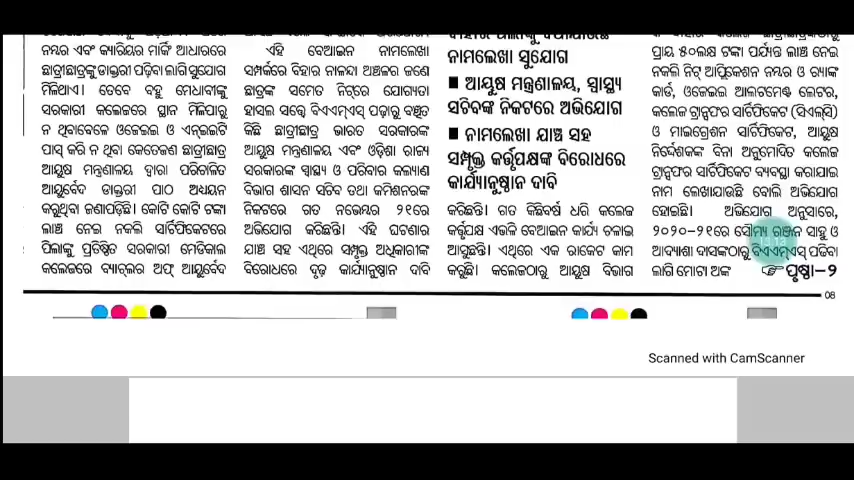 ନମ୍ବର ଏବଂ କ୍ୟାରିୟର ମାର୍କି ଆଧାରରେ
ଛାତ୍ରୀଛାତ୍ରଙ୍କୁ ଡାକ୍ତରୀ ପଢ଼ିବା ଲାଗି ସୁଯୋଗ
ମିଳିଥାଏ। ତେବେ ବହୁ ମେଧାବୀଙ୍କୁ
ସରକାରୀ କଲେଜରେ ସ୍ଥାନ ମିଳିପାରୁ
ନ ଥିବାବେଳେ ଓଜେଇଇ ଓ ଏନ୍‌ଇଇଟି
ପାସ୍ କରି ନ ଥିବା କେତେଜଣ ଛାତ୍ରୀଛାତ୍ର
ଆୟୁଷ ମନ୍ତ୍ରଣାଳୟ ଦ୍ୱାରା ପରିଚାଳିତ
ଆୟୁର୍ବେଦ ଡାକ୍ତରୀ ପାଠ ଅଧ୍ୟୟନ
କରୁଥିବା ଜଣାପଡ଼ିଛି। କୋଟି କୋଟି ଟଙ୍କା
ଲାଞ୍ଚ ନେଇ ନକଲି ସାର୍ଟିଫିକେଟରେ
ପିଲାଙ୍କୁ ପ୍ରତିଷ୍ଠିତ ସରକାରୀ ମେଡିକାଲ
କଲେଜରେ ବ୍ୟାଚ୍‌ଲର ଅଫ୍ ଆୟୁର୍ବେଦ
ଏହି ବେଆଇନ ନାମଲେଖା
ସମ୍ପର୍କରେ ବିହାର ନାଳନ୍ଦା ଅଞ୍ଚଳର ଜଣେ
ଛାତ୍ରଙ୍କ ସମେତ ନିଟ୍‌ରେ ଯୋଗ୍ୟତା
ହାସଲ ସତ୍ତ୍ୱେ ବିଏଏମ୍‌ଏସ୍ ପଢ଼ାରୁ ବଞ୍ଚିତ
କିଛି ଛାତ୍ରୀଛାତ୍ର ଭାରତ ସରକାରଙ୍କ
ଆୟୁଷ ମନ୍ତ୍ରଣାଳୟ ଏବଂ ଓଡ଼ିଶା ରାଜ୍ୟ
ସରକାରଙ୍କ ସ୍ୱାସ୍ଥ୍ୟ ଓ ପରିବାର କଲ୍ୟାଣ
ବିଭାଗ ଶାସନ ସଚିବ ତଥା କମିଶନରଙ୍କ
ନିକଟରେ ଗତ ନଭେମ୍ବର ୨୧ରେ
ଅଭିଯୋଗ କରିଛନ୍ତି। ଏହି ଘଟଣାର
ଯାଞ୍ଚ ସହ ଏଥିରେ ସମ୍ପୃକ୍ତ ଅଧିକାରୀଙ୍କ
ବିରୋଧରେ ଦୃଢ଼ କାର୍ଯ୍ୟାନୁଷ୍ଠାନ ଦାବି
ନାମଲେଖା ସୁଯୋଗ
■ ଆୟୁଷ ମନ୍ତ୍ରଣାଳୟ, ସ୍ୱାସ୍ଥ୍ୟ
ସଚିବଙ୍କ ନିକଟରେ ଅଭିଯୋଗ
■ ନାମଲେଖା ଯାଞ୍ଚ ସହ
ସମ୍ପୃକ୍ତ କର୍ତ୍ତୃପକ୍ଷଙ୍କ ବିରୋଧରେ
କାର୍ଯ୍ୟାନୁଷ୍ଠାନ ଦାବି
କରିଛନ୍ତି। ଗତ କିଛିବର୍ଷ ଧରି କଲେଜ
କର୍ତ୍ତୃପକ୍ଷ ଏଭଳି ବେଆଇନ କାର୍ଯ୍ୟ ଚଳାଇ
ଆସୁଛନ୍ତି। ଏଥିରେ ଏକ ରାକେଟ କାମ
କରୁଛି। କଲେଜଠାରୁ ଆୟୁଷ ବିଭାଗ
ପ୍ରାୟ ୫୦ଲକ୍ଷ ଟଙ୍କା ପର୍ଯ୍ୟନ୍ତ ଲାଞ୍ଚ ନେଇ
ନକଲି ନିଟ୍ ଆପ୍ଲିକେଶନ ନମ୍ବର ଓ ର‍୍ୟାଙ୍କ
କାର୍ଡ, ଓଜେଇଇ ଆଲଟମେଣ୍ଟ ଲେଟର,
କଲେଜ ଟ୍ରାନ୍ସଫର ସାର୍ଟିଫିକେଟ (ସିଏଲ୍‌ସି)
ଓ ମାଇଗ୍ରେଶନ ସାର୍ଟିଫିକେଟ, ଆୟୁଷ
ନିର୍ଦ୍ଦେଶକଙ୍କ ବିନା ଅନୁମୋଦିତ କଲେଜ
ଟ୍ରାନ୍ସଫର ସାର୍ଟିଫିକେଟ ବ୍ୟବସ୍ଥା କରାଯାଇ
ନାମ ଲେଖାଯାଉଛି ବୋଲି ଅଭିଯୋଗ
ହୋଇଛି। ଅଭିଯୋଗ ଅନୁସାରେ,
୨୦୨୦-୨୧ରେ ସୌମ୍ୟ ରଞ୍ଜନ ସାହୁ ଓ
ଆଦ୍ୟାଶା ଦାସଙ୍କଠାରୁ ବିଏଏମ୍‌ଏସ୍ ପଢ଼ିବା
ଲାଗି ମୋଟା ଅଙ୍କ ☞ ପୃଷ୍ଠା-୨
08
Scanned with CamScanner